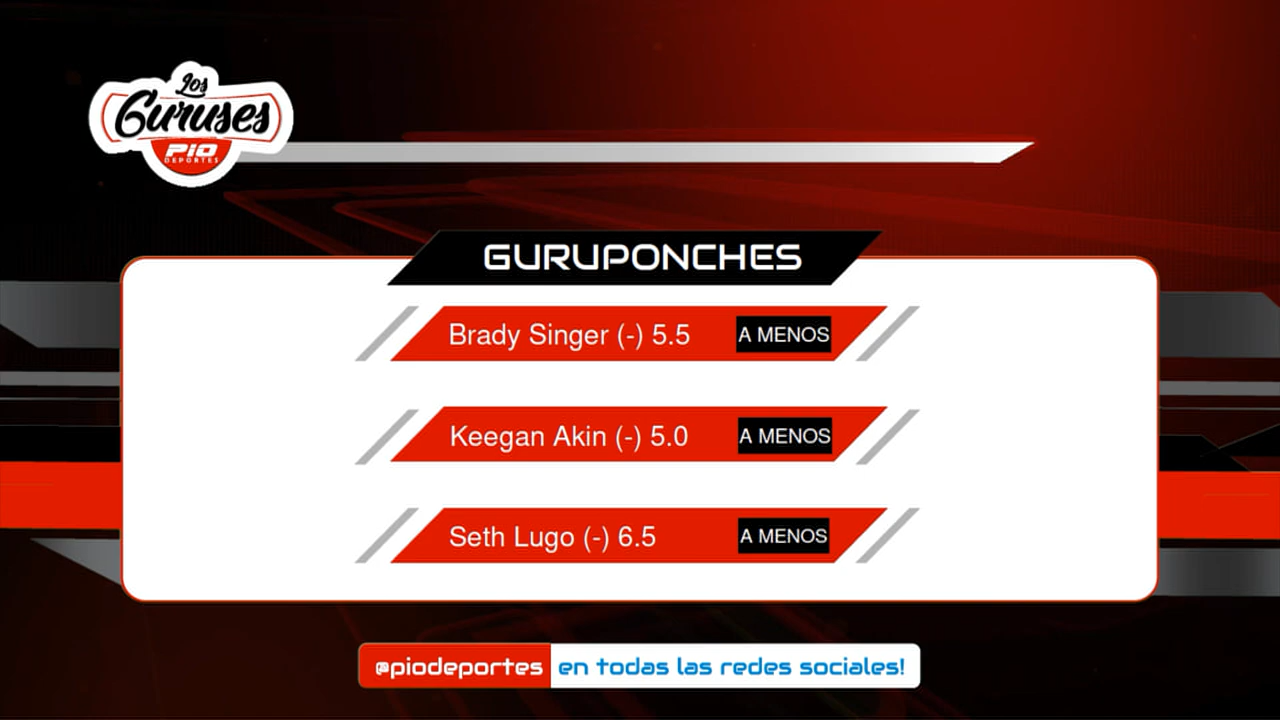 Los
Guruses
PIO
DEPORTES
GURUPONCHES
Brady Singer (-) 5.5 A MENOS
Keegan Akin (-) 5.0 A MENOS
Seth Lugo (-) 6.5 A MENOS
@piodeportes en todas las redes sociales!